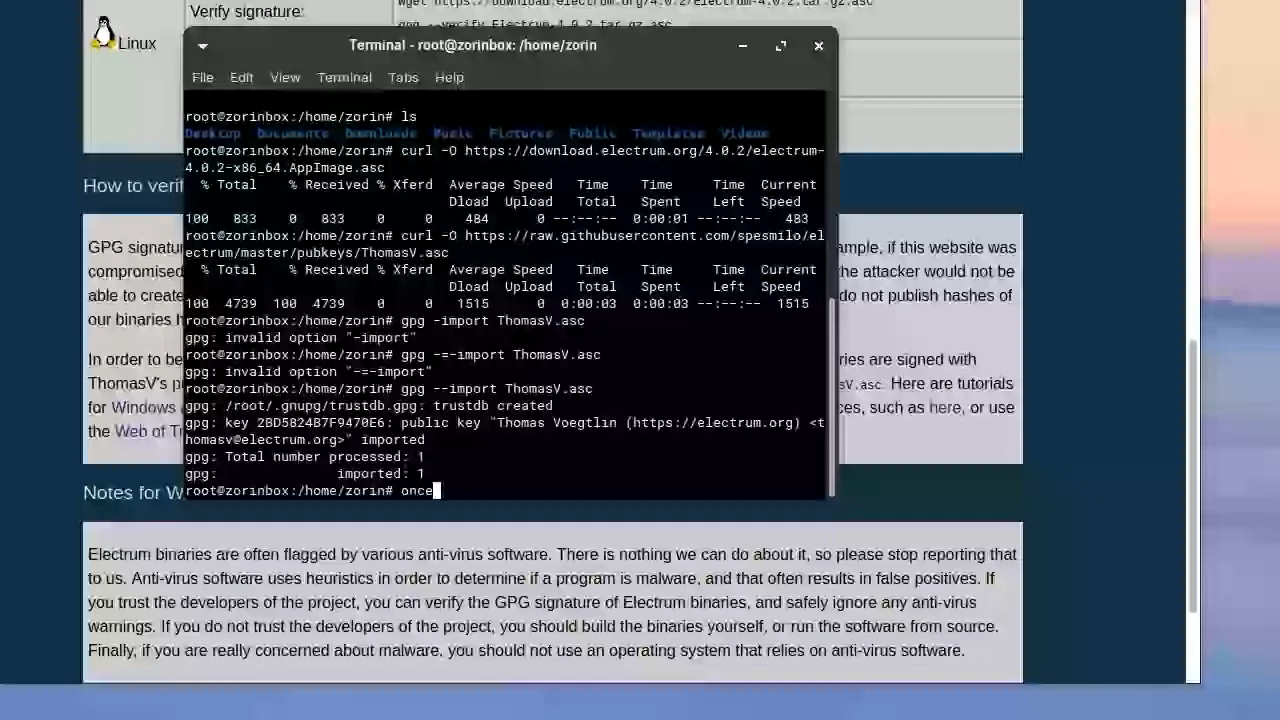 Verify signature:
wget https://download.electrum.org/4.0.2/Electrum-4.0.2.tar.gz.asc
gpg --verify Electrum-4.0.2.tar.gz.asc
Linux
Terminal - root@zorinbox: /home/zorin
File Edit View Terminal Tabs Help
root@zorinbox:/home/zorin# ls
Desktop Documents Downloads Music Pictures Public Templates Videos
root@zorinbox:/home/zorin# curl -O https://download.electrum.org/4.0.2/electrum-
4.0.2-x86_64.AppImage.asc
% Total % Received % Xferd Average Speed Time Time Time Current
Dload Upload Total Spent Left Speed
100 833 0 833 0 0 484 0 --:--:-- 0:00:01 --:--:-- 483
root@zorinbox:/home/zorin# curl -O https://raw.githubusercontent.com/spesmilo/el
ectrum/master/pubkeys/ThomasV.asc
% Total % Received % Xferd Average Speed Time Time Time Current
Dload Upload Total Spent Left Speed
100 4739 100 4739 0 0 1515 0 0:00:03 0:00:03 --:--:-- 1515
root@zorinbox:/home/zorin# gpg -import ThomasV.asc
gpg: invalid option "-import"
root@zorinbox:/home/zorin# gpg -=-import ThomasV.asc
gpg: invalid option "-=-import"
root@zorinbox:/home/zorin# gpg --import ThomasV.asc
gpg: /root/.gnupg/trustdb.gpg: trustdb created
gpg: key 2BD5824B7F9470E6: public key "Thomas Voegtlin (https://electrum.org) <t
homasv@electrum.org>" imported
gpg: Total number processed: 1
gpg: imported: 1
root@zorinbox:/home/zorin# once
How to verif
GPG signatur
ample, if this website was
compromised
the attacker would not be
able to create
do not publish hashes of
our binaries h
In order to be
ries are signed with
ThomasV's p
sV.asc. Here are tutorials
for Windows
ces, such as here, or use
the Web of Tr
Notes for W
Electrum binaries are often flagged by various anti-virus software. There is nothing we can do about it, so please stop reporting that
to us. Anti-virus software uses heuristics in order to determine if a program is malware, and that often results in false positives. If
you trust the developers of the project, you can verify the GPG signature of Electrum binaries, and safely ignore any anti-virus
warnings. If you do not trust the developers of the project, you should build the binaries yourself, or run the software from source.
Finally, if you are really concerned about malware, you should not use an operating system that relies on anti-virus software.